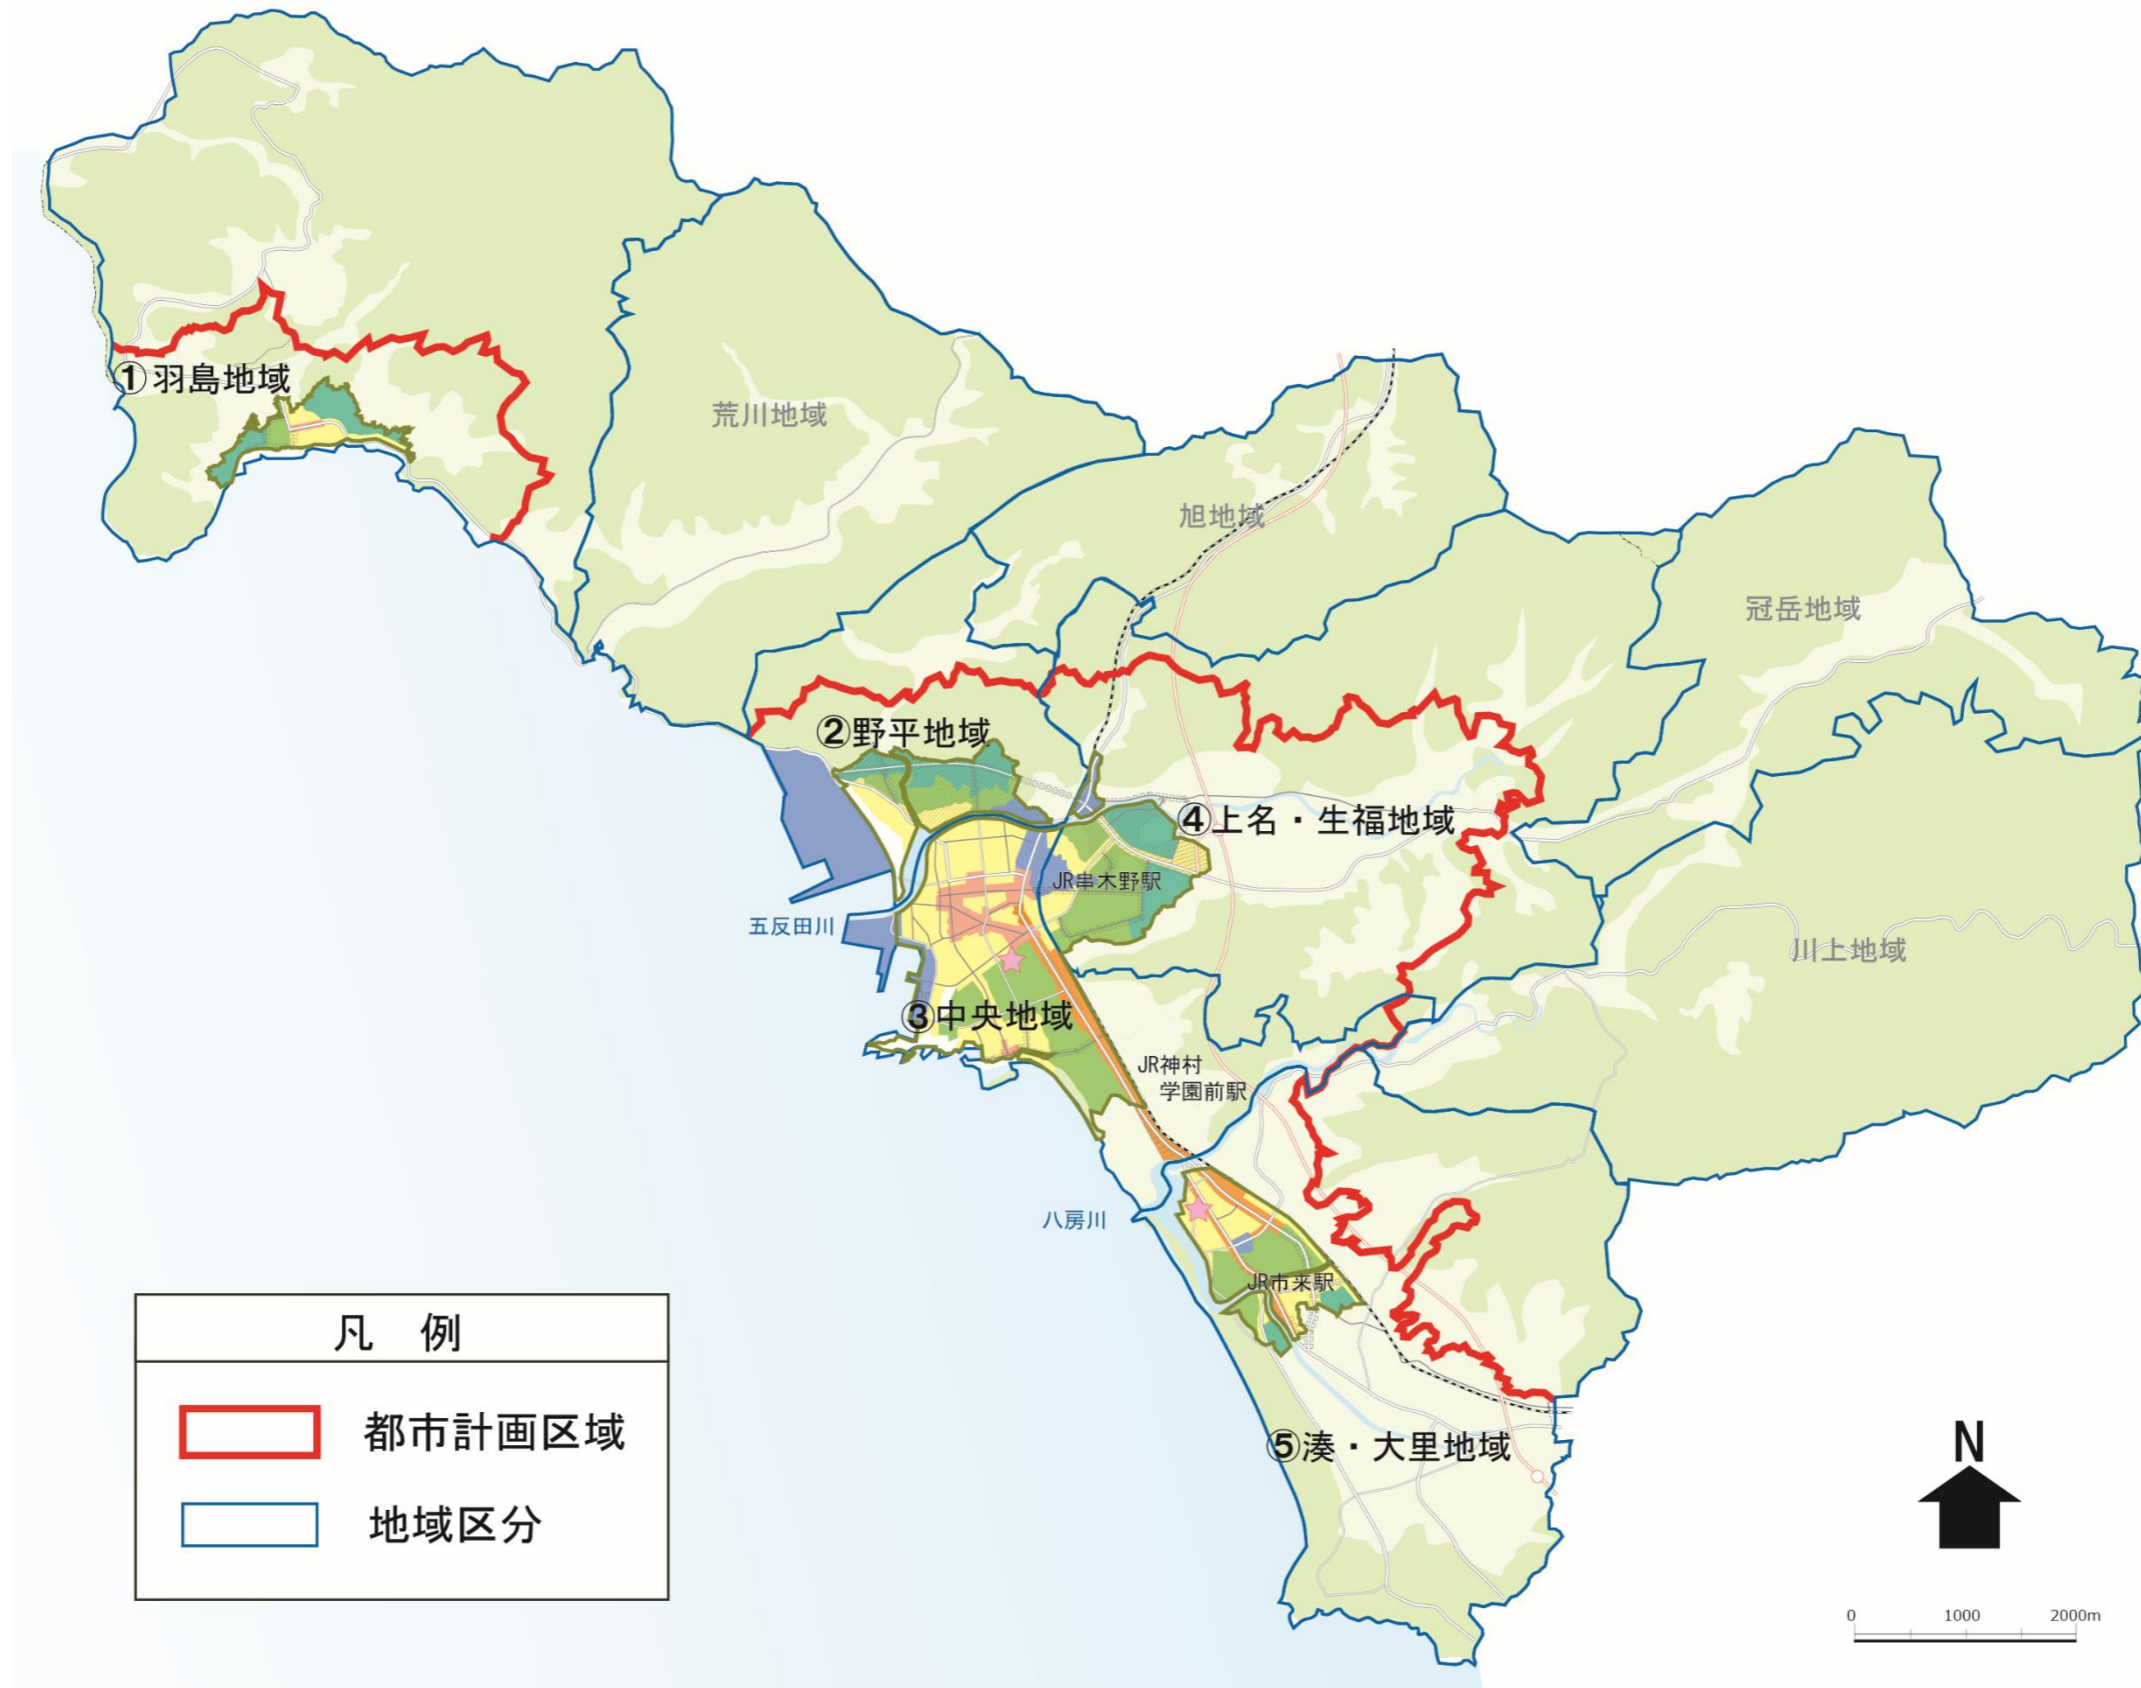 ①羽島地域
荒川地域
旭地域
冠岳地域
②野平地域
④上名・生福地域
JR串木野駅
五反田川
川上地域
③中央地域
JR神村
学園前駅
八房川
JR市来駅
⑤湊・大里地域
凡 例
都市計画区域
地域区分
N
0 1000 2000m